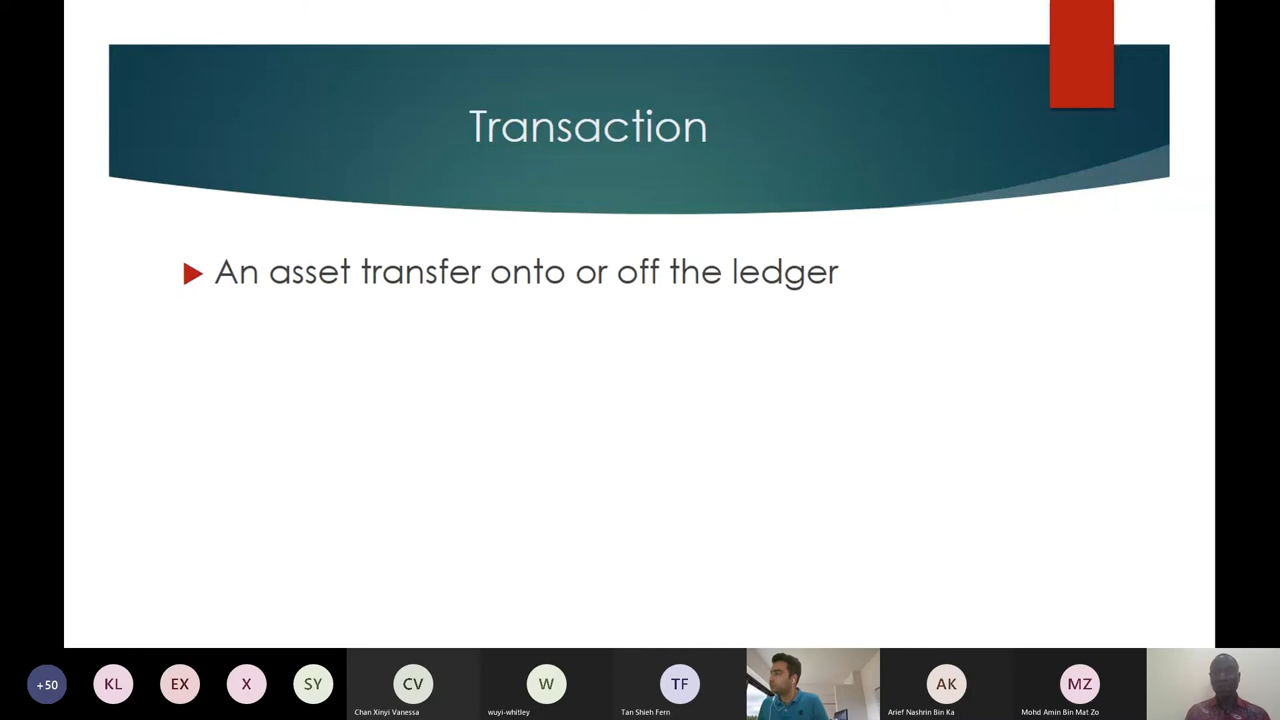 Transaction
An asset transfer onto or off the ledger
+50
KL
EX
X
SY
CV
Chan Xinyi Vanessa
W
wuyi-whitley
TF
Tan Shieh Fern
AK
Arief Nashrin Bin Ka
MZ
Mohd Amin Bin Mat Zo